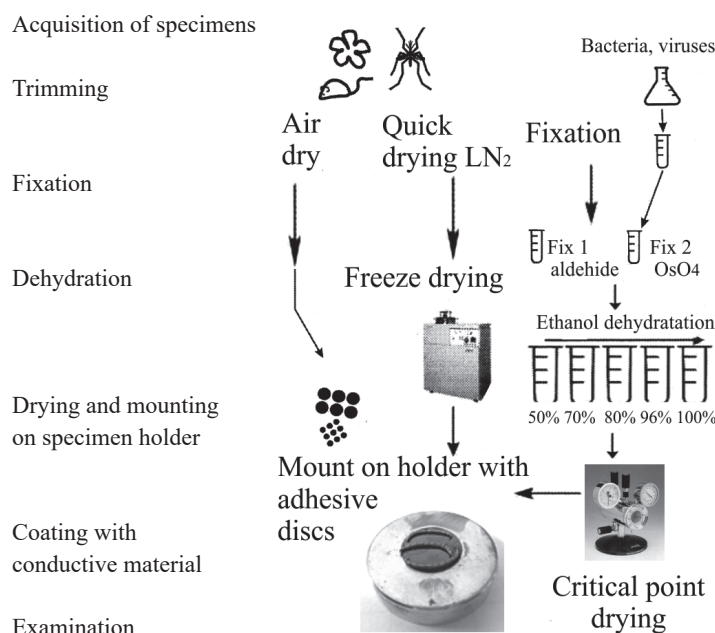 Acquisition of specimens
Trimming
Fixation
Dehydration
Drying and mounting
on specimen holder
Coating with
conductive material
Examination
Air
dry
Quick
drying LN2
Freeze drying
Bacteria, viruses
Fixation
Fix 1
aldehide
Fix 2
OsO4
Ethanol dehydratation
50% 70% 80% 96% 100%
Mount on holder with
adhesive
discs
Critical point
drying